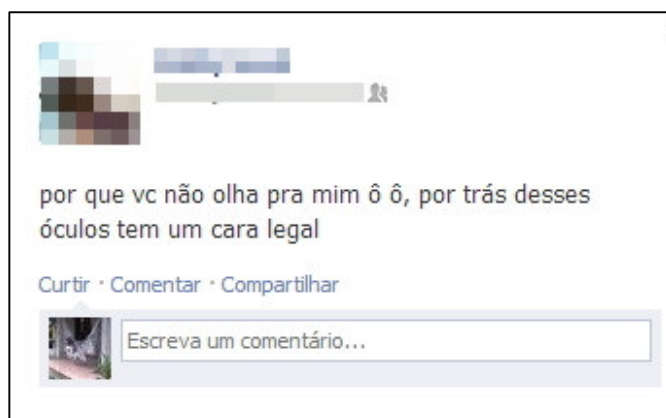 por que vc não olha pra mim ô ô, por trás desses
óculos tem um cara legal
Curtir · Comentar · Compartilhar
Escreva um comentário...